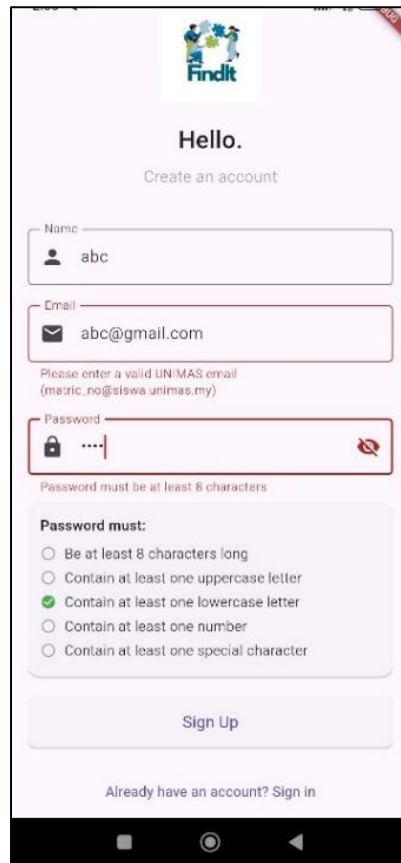 FindIt
Hello.
Create an account
Name
abc
Email
abc@gmail.com
Please enter a valid UNIMAS email
(matric_no@siswa.unimas.my)
Password
••••
Password must be at least 8 characters
Password must:
Be at least 8 characters long
Contain at least one uppercase letter
Contain at least one lowercase letter
Contain at least one number
Contain at least one special character
Sign Up
Already have an account? Sign in